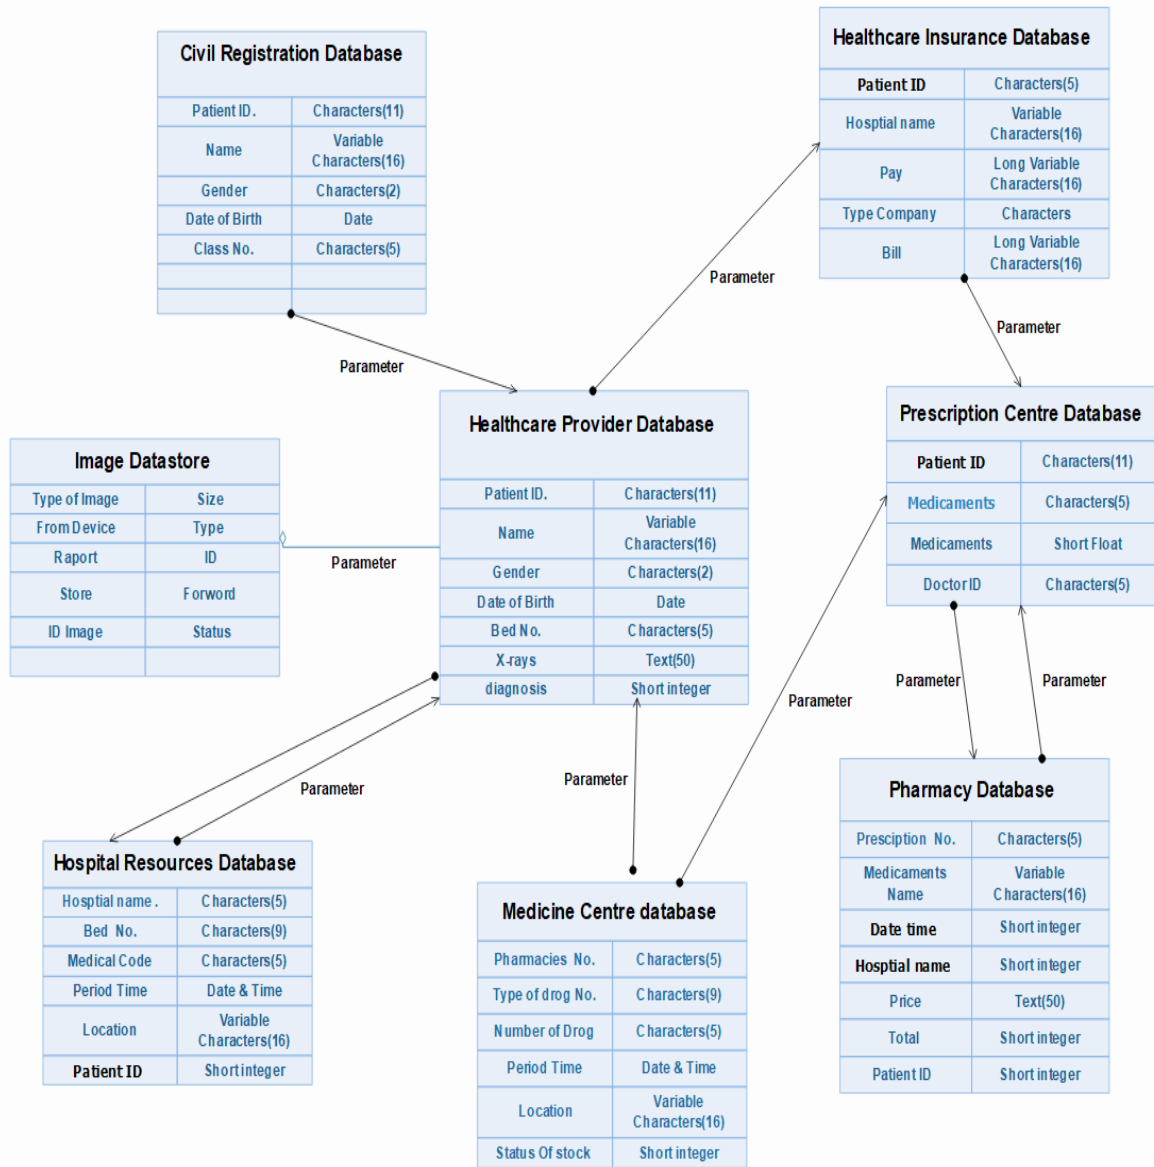 Civil Registration Database
Patient ID. Characters(11)
Name Variable
Characters(16)
Gender Characters(2)
Date of Birth Date
Class No. Characters(5)
Healthcare Insurance Database
Patient ID Characters(5)
Hosptial name Variable
Characters(16)
Pay Long Variable
Characters(16)
Type Company Characters
Bill Long Variable
Characters(16)
Parameter
Parameter
Parameter
Healthcare Provider Database
Patient ID. Characters(11)
Name Variable
Characters(16)
Gender Characters(2)
Date of Birth Date
Bed No. Characters(5)
X-rays Text(50)
diagnosis Short integer
Prescription Centre Database
Patient ID Characters(11)
Medicaments Characters(5)
Medicaments Short Float
Doctor ID Characters(5)
Image Datastore
Type of Image Size
From Device Type
Raport ID
Store Forword
ID Image Status
Parameter
Parameter
Parameter
Parameter
Parameter
Parameter
Hospital Resources Database
Hosptial name . Characters(5)
Bed No. Characters(9)
Medical Code Characters(5)
Period Time Date & Time
Location Variable
Characters(16)
Patient ID Short integer
Medicine Centre database
Pharmacies No. Characters(5)
Type of drog No. Characters(9)
Number of Drog Characters(5)
Period Time Date & Time
Location Variable
Characters(16)
Status Of stock Short integer
Pharmacy Database
Presciption No. Characters(5)
Medicaments
Name Variable
Characters(16)
Date time Short integer
Hosptial name Short integer
Price Text(50)
Total Short integer
Patient ID Short integer